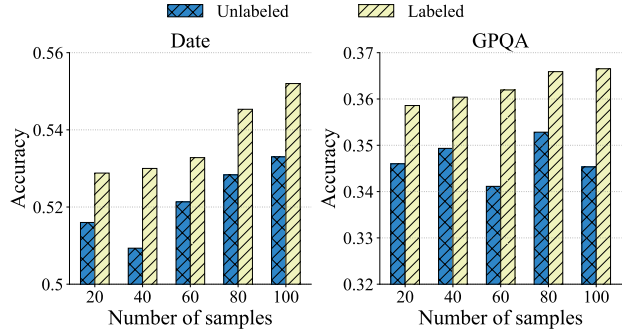 Unlabeled Labeled
Date
0.56
0.54
0.52
0.5
Accuracy
20 40 60 80 100
Number of samples
GPQA
0.37
0.36
0.35
0.34
0.33
0.32
Accuracy
20 40 60 80 100
Number of samples